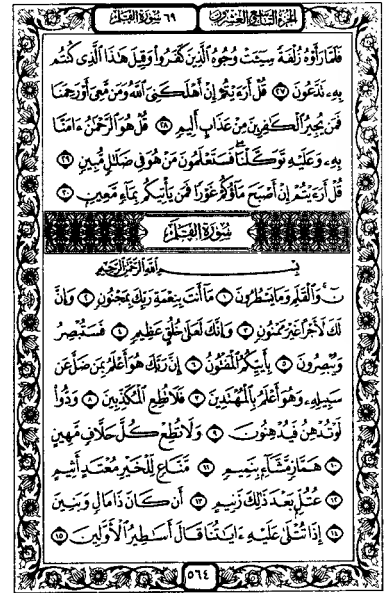 الجزء التاسع والعشرون ٦٩ سورة القلم
فَلَمَّا رَأَوْهُ زُلْفَةً سِيٓـَٔتْ وُجُوهُ ٱلَّذِينَ كَفَرُوا۟ وَقِيلَ هَٰذَا ٱلَّذِى كُنتُم
بِهِۦ تَدَّعُونَ ٢٧ قُلْ أَرَءَيْتُمْ إِنْ أَهْلَكَنِىَ ٱللَّهُ وَمَن مَّعِىَ أَوْ رَحِمَنَا
فَمَن يُجِيرُ ٱلْكَٰفِرِينَ مِنْ عَذَابٍ أَلِيمٍ ٢٨ قُلْ هُوَ ٱلرَّحْمَٰنُ ءَامَنَّا
بِهِۦ وَعَلَيْهِ تَوَكَّلْنَا فَسَتَعْلَمُونَ مَنْ هُوَ فِى ضَلَٰلٍ مُّبِينٍ ٢٩
قُلْ أَرَءَيْتُمْ إِنْ أَصْبَحَ مَآؤُكُمْ غَوْرًا فَمَن يَأْتِيكُم بِمَآءٍ مَّعِينٍۭ ٣٠
سورة القلم
بِسْمِ ٱللَّهِ ٱلرَّحْمَٰنِ ٱلرَّحِيمِ
نٓ وَٱلْقَلَمِ وَمَا يَسْطُرُونَ ١ مَآ أَنتَ بِنِعْمَةِ رَبِّكَ بِمَجْنُونٍ ٢ وَإِنَّ
لَكَ لَأَجْرًا غَيْرَ مَمْنُونٍ ٣ وَإِنَّكَ لَعَلَىٰ خُلُقٍ عَظِيمٍ ٤ فَسَتُبْصِرُ
وَيُبْصِرُونَ ٥ بِأَييِّكُمُ ٱلْمَفْتُونُ ٦ إِنَّ رَبَّكَ هُوَ أَعْلَمُ بِمَن ضَلَّ عَن
سَبِيلِهِۦ وَهُوَ أَعْلَمُ بِٱلْمُهْتَدِينَ ٧ فَلَا تُطِعِ ٱلْمُكَذِّبِينَ ٨ وَدُّوا۟
لَوْ تُدْهِنُ فَيُدْهِنُونَ ٩ وَلَا تُطِعْ كُلَّ حَلَّافٍ مَّهِينٍ
١٠ هَمَّازٍ مَّشَّآءٍۭ بِنَمِيمٍ ١١ مَّنَّاعٍ لِّلْخَيْرِ مُعْتَدٍ أَثِيمٍ
١٢ عُتُلٍّۭ بَعْدَ ذَٰلِكَ زَنِيمٍ ١٣ أَن كَانَ ذَا مَالٍ وَبَنِينَ
١٤ إِذَا تُتْلَىٰ عَلَيْهِ ءَايَٰتُنَا قَالَ أَسَٰطِيرُ ٱلْأَوَّلِينَ ١٥
٥٦٤